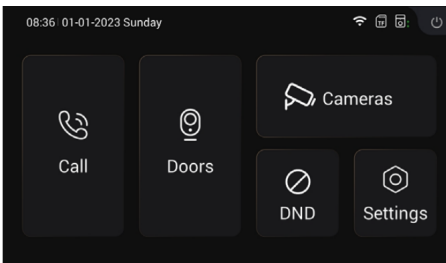 08:36 01-01-2023 Sunday
Call
Doors
Cameras
DND
Settings